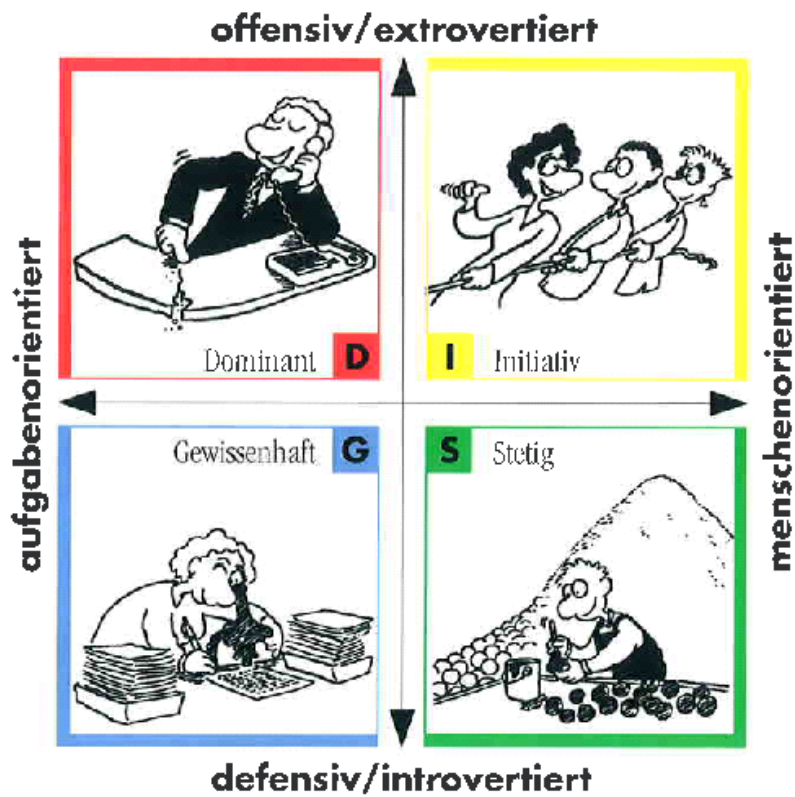 offensiv/extrovertiert
aufgabenorientiert
menschenorientiert
Dominant D
I Initiativ
Gewissenhaft G
S Stetig
defensiv/introvertiert